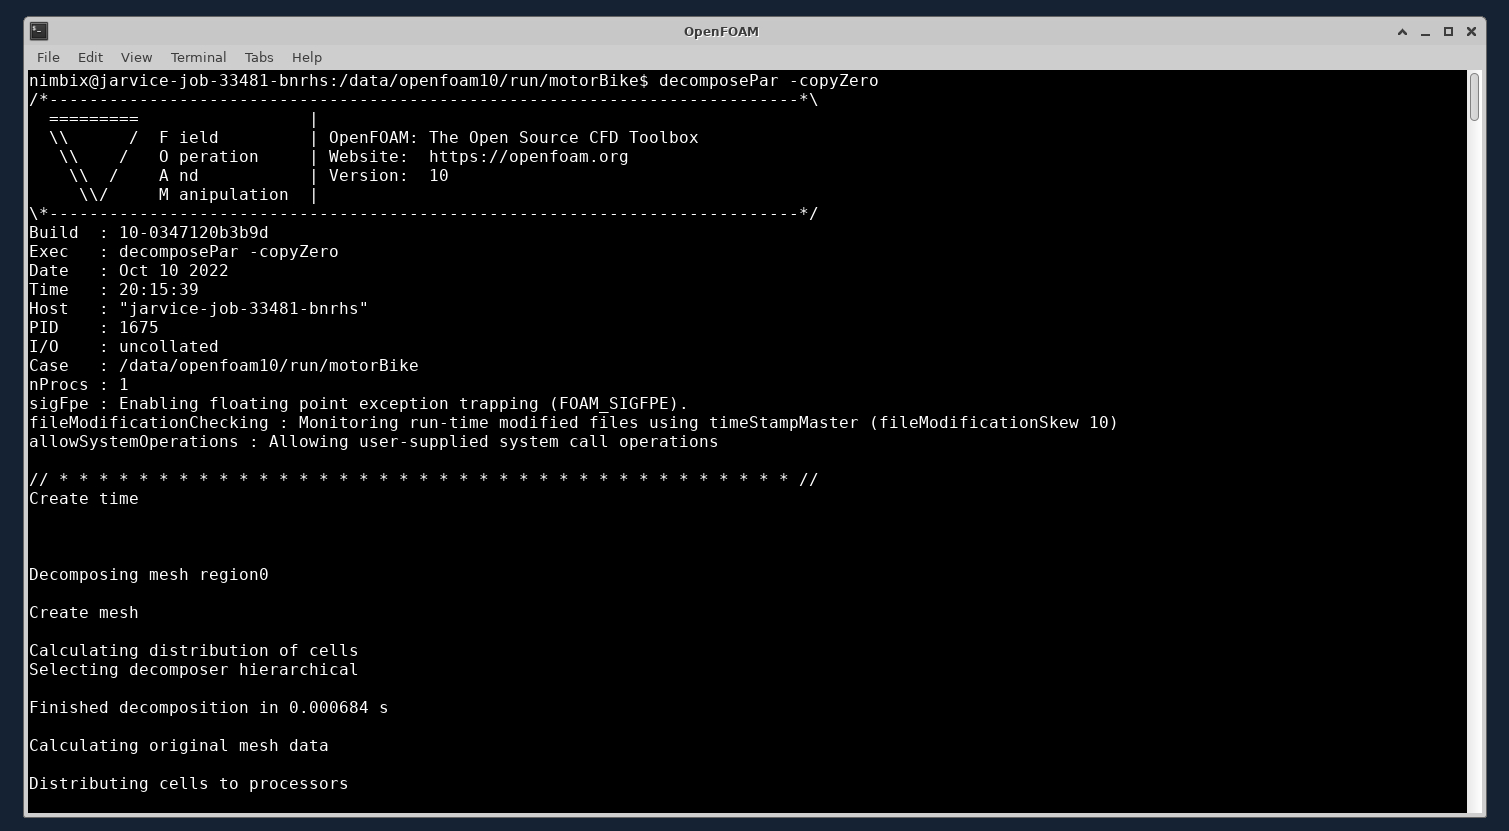 OpenFOAM
File Edit View Terminal Tabs Help
nimbix@jarvice-job-33481-bnrhs:/data/openfoam10/run/motorBike$ decomposePar -copyZero
/*---------------------------------------------------------------------------*\
  =========                 |
  \\      /  F ield         | OpenFOAM: The Open Source CFD Toolbox
   \\    /   O peration     | Website:  https://openfoam.org
    \\  /    A nd           | Version:  10
     \\/     M anipulation  |
\*---------------------------------------------------------------------------*/
Build  : 10-0347120b3b9d
Exec   : decomposePar -copyZero
Date   : Oct 10 2022
Time   : 20:15:39
Host   : "jarvice-job-33481-bnrhs"
PID    : 1675
I/O    : uncollated
Case   : /data/openfoam10/run/motorBike
nProcs : 1
sigFpe : Enabling floating point exception trapping (FOAM_SIGFPE).
fileModificationChecking : Monitoring run-time modified files using timeStampMaster (fileModificationSkew 10)
allowSystemOperations : Allowing user-supplied system call operations

// * * * * * * * * * * * * * * * * * * * * * * * * * * * * * * * * * * * * * //
Create time



Decomposing mesh region0

Create mesh

Calculating distribution of cells
Selecting decomposer hierarchical

Finished decomposition in 0.000684 s

Calculating original mesh data

Distributing cells to processors